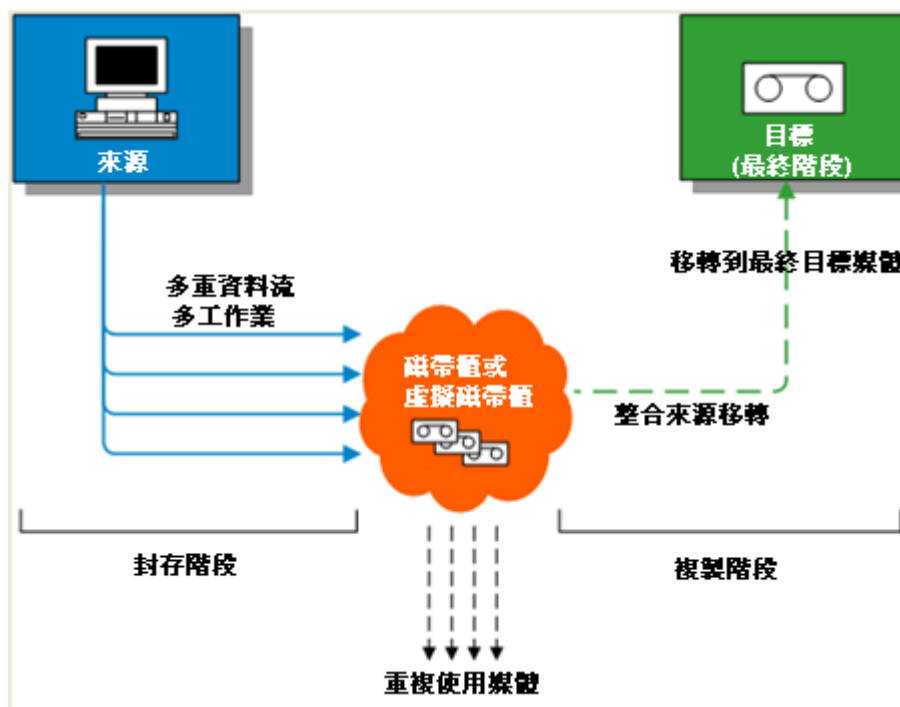 來源
目標
(最終階段)
移轉到最終目標媒體
多重資料流
多工作業
磁帶櫃或
虛擬磁帶櫃
整合來源移轉
封存階段
複製階段
重複使用媒體